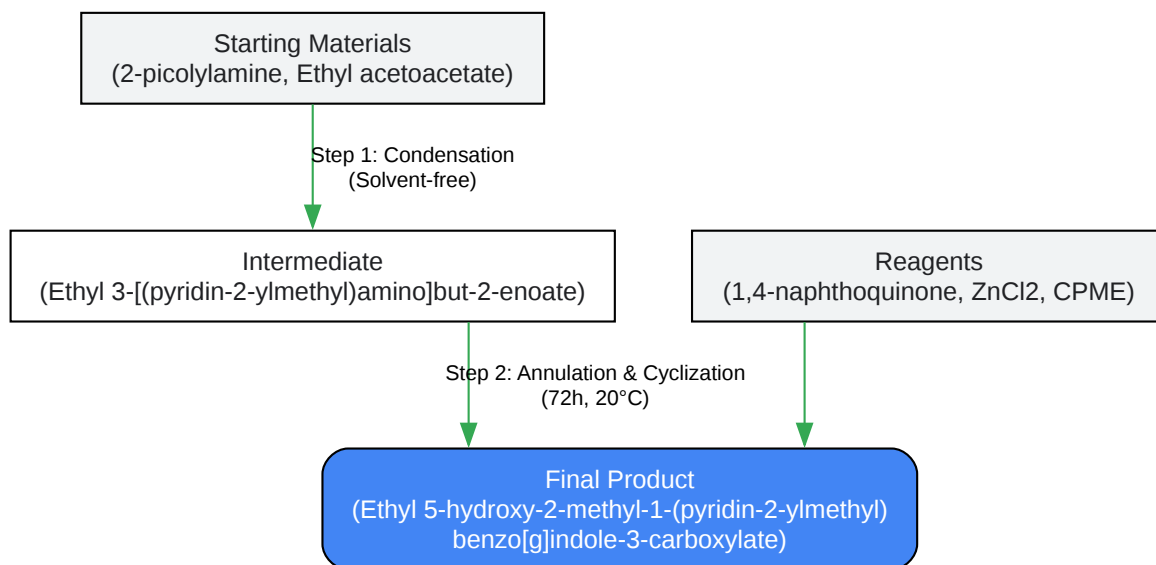 Starting Materials
(2-picolylamine, Ethyl acetoacetate)
Step 1: Condensation
(Solvent-free)
Intermediate
(Ethyl 3-[(pyridin-2-ylmethyl)amino]but-2-enoate)
Reagents
(1,4-naphthoquinone, ZnCl2, CPME)
Step 2: Annulation & Cyclization
(72h, 20°C)
Final Product
(Ethyl 5-hydroxy-2-methyl-1-(pyridin-2-ylmethyl)
benzo[g]indole-3-carboxylate)